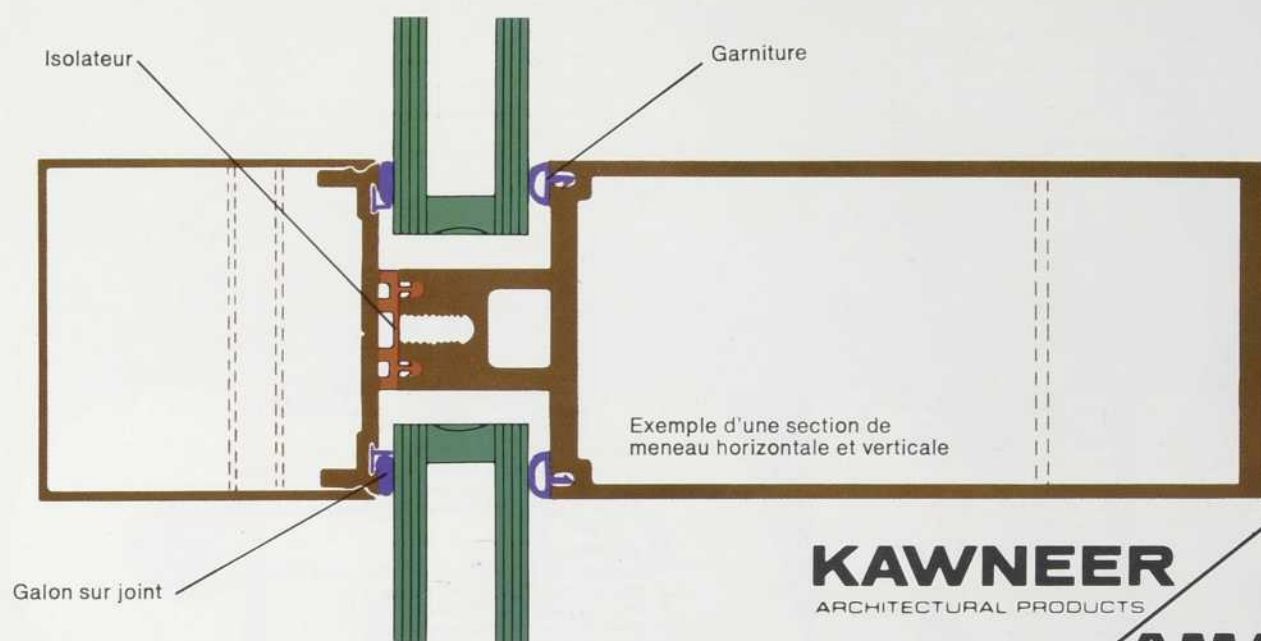 Isolateur
Garniture
Exemple d'une section de
meneau horizontale et verticale
Galon sur joint
KAWNEER
ARCHITECTURAL PRODUCTS